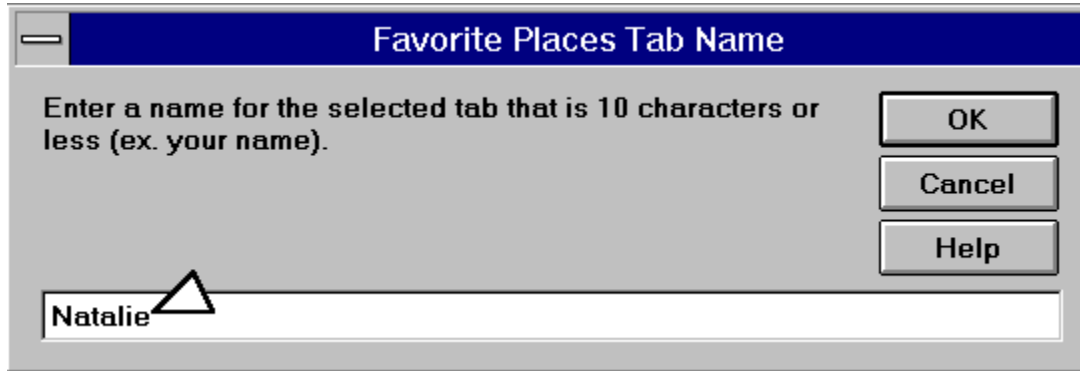 Favorite Places Tab Name
Enter a name for the selected tab that is 10 characters or
less (ex. your name).
OK
Cancel
Help
Natalie